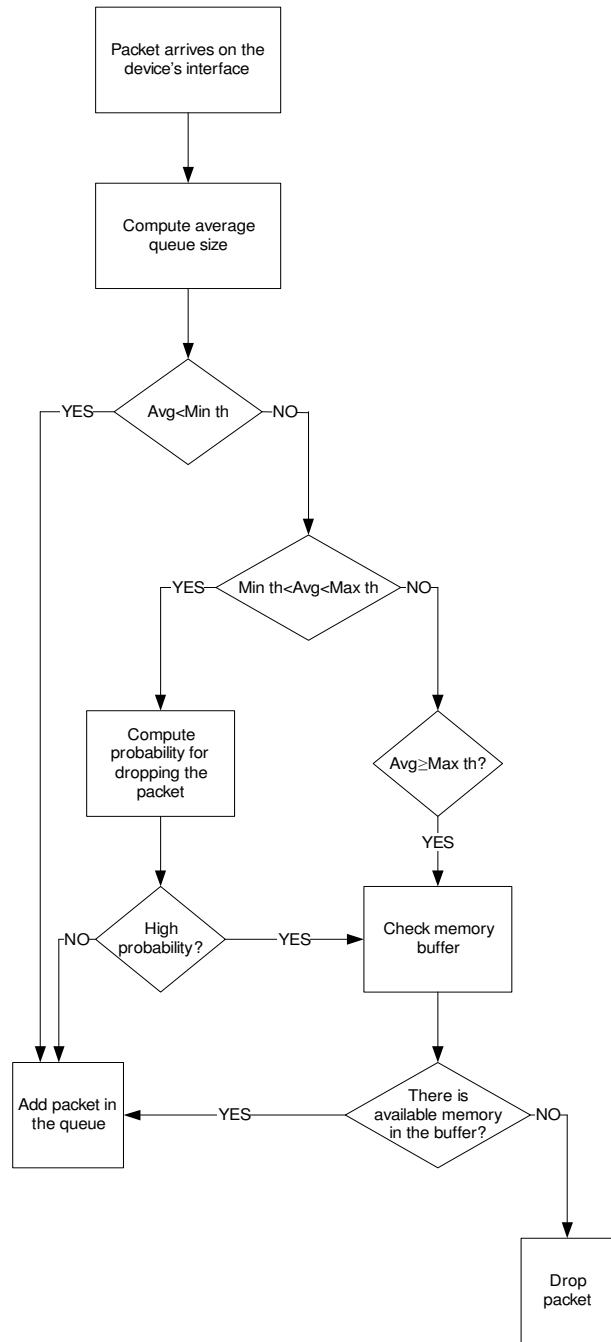 Packet arrives on the
device's interface
Compute average
queue size
Avg<Min th
YES
NO
Min th<Avg<Max th
YES
NO
Compute
probability for
dropping the
packet
Avg≥Max th?
YES
High
probability?
NO
YES
Check memory
buffer
Add packet in
the queue
YES
There is
available memory
in the buffer?
NO
Drop
packet